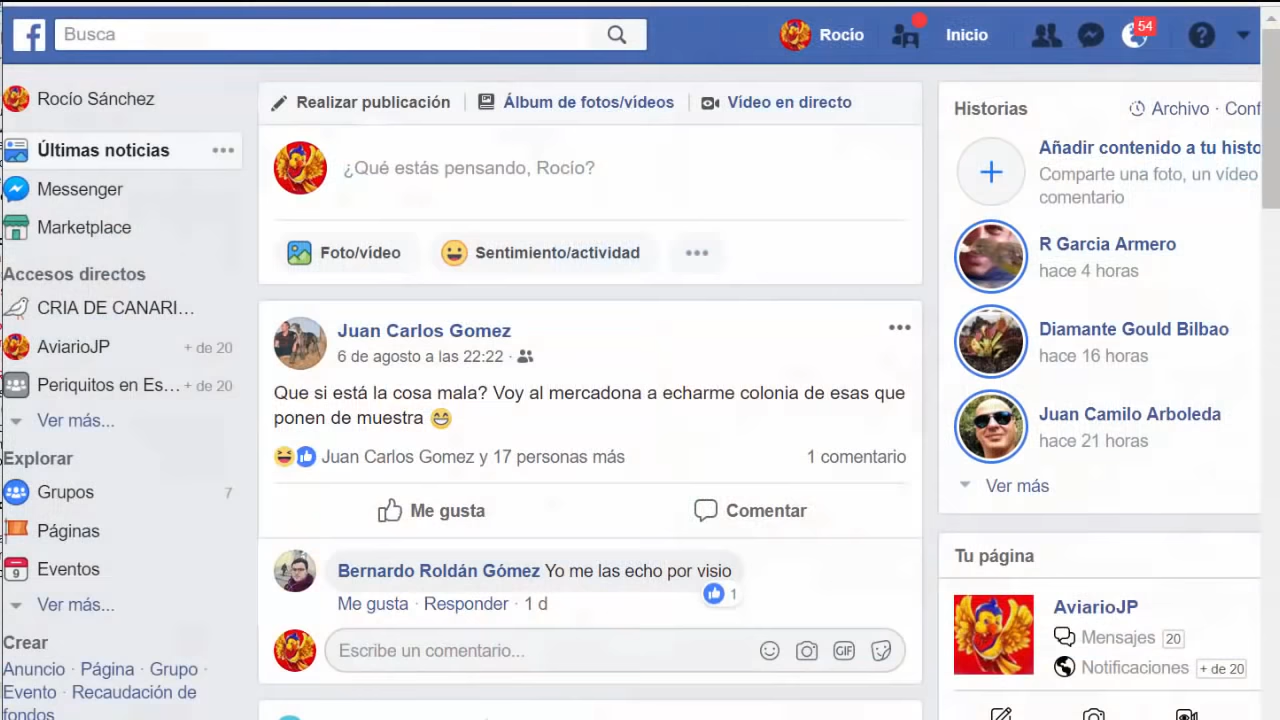 Busca
Rocío
Inicio
54
Rocío Sánchez
Últimas noticias
Messenger
Marketplace
Accesos directos
CRIA DE CANARI...
AviarioJP + de 20
Periquitos en Es... + de 20
Ver más...
Explorar
Grupos 7
Páginas
9
Eventos
Ver más...
Crear
Anuncio · Página · Grupo ·
Evento · Recaudación de
fondos
Realizar publicación
Álbum de fotos/vídeos
Vídeo en directo
¿Qué estás pensando, Rocío?
Foto/vídeo
Sentimiento/actividad
Juan Carlos Gomez
6 de agosto a las 22:22 ·
Que si está la cosa mala? Voy al mercadona a echarme colonia de esas que
ponen de muestra 😁
Juan Carlos Gomez y 17 personas más
1 comentario
Me gusta
Comentar
Bernardo Roldán Gómez Yo me las echo por visio
1
Me gusta · Responder · 1 d
Escribe un comentario...
GIF
Historias
Archivo · Conf
Añadir contenido a tu histo
Comparte una foto, un vídeo
comentario
R Garcia Armero
hace 4 horas
Diamante Gould Bilbao
hace 16 horas
Juan Camilo Arboleda
hace 21 horas
Ver más
Tu página
AviarioJP
Mensajes 20
Notificaciones + de 20